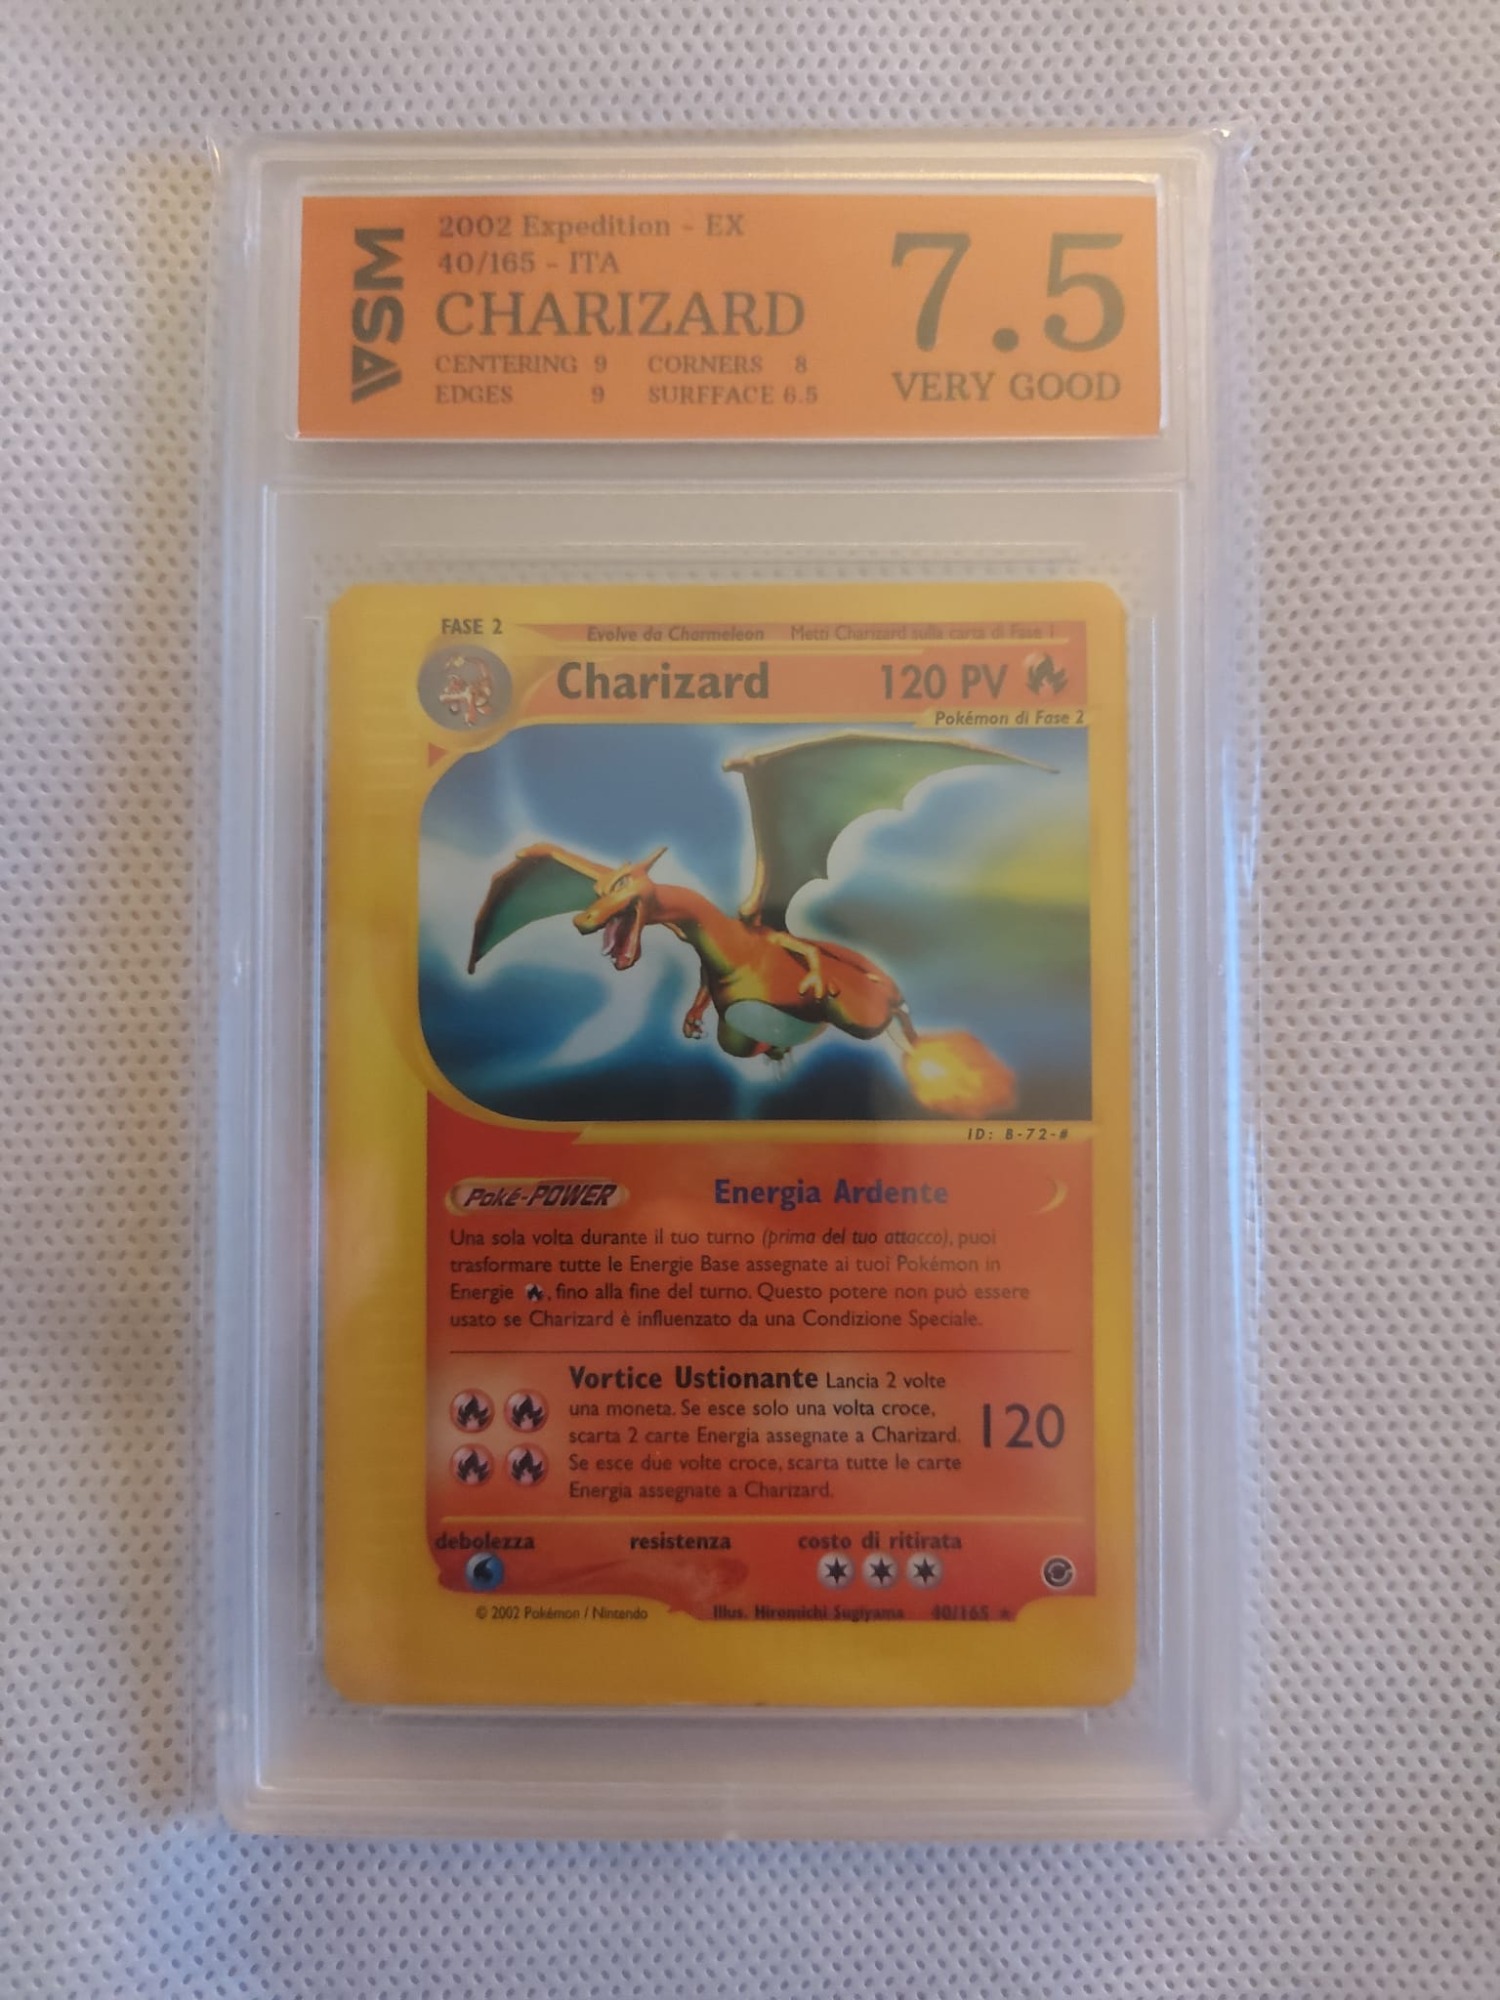 VSM
2002 Expedition - EX
40/165 - ITA
CHARIZARD
CENTERING 9 CORNERS 8
EDGES 9 SURFFACE 6.5
7.5
VERY GOOD
FASE 2
Evolve da Charmeleon Metti Charizard sulla carta di Fase 1
Charizard 120 PV
Pokémon di Fase 2
ID: B-72-#
Poké-POWER Energia Ardente
Una sola volta durante il tuo turno (prima del tuo attacco), puoi
trasformare tutte le Energie Base assegnate ai tuoi Pokémon in
Energie , fino alla fine del turno. Questo potere non può essere
usato se Charizard è influenzato da una Condizione Speciale.
Vortice Ustionante Lancia 2 volte
una moneta. Se esce solo una volta croce,
scarta 2 carte Energia assegnate a Charizard.
Se esce due volte croce, scarta tutte le carte
Energia assegnate a Charizard.
120
debolezza resistenza costo di ritirata
© 2002 Pokémon / Nintendo Illus. Hiromichi Sugiyama 40/165 ★